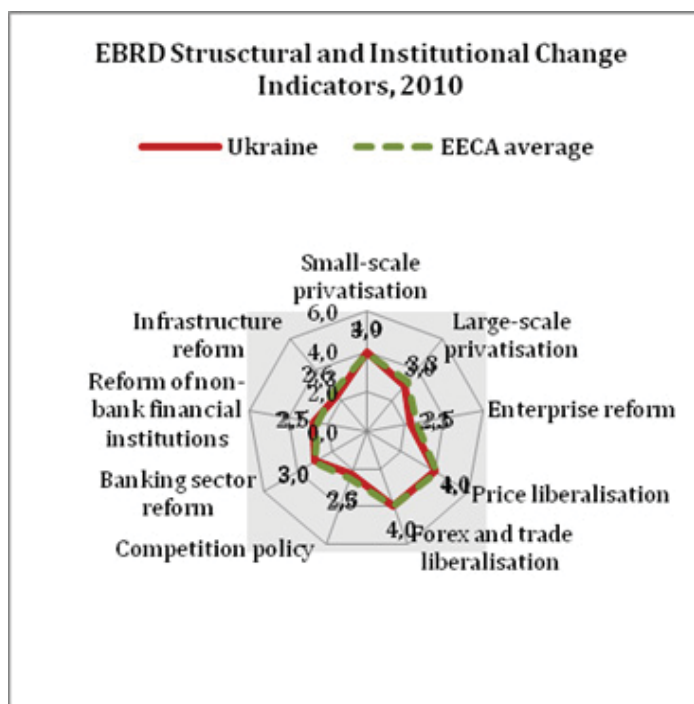 EBRD Strusctural and Institutional Change
Indicators, 2010
Ukraine EECA average
Small-scale
privatisation
6,0
Large-scale
privatisation
Infrastructure
reform
4,0
Reform of non-
bank financial
institutions
Enterprise reform
0,0
Banking sector
reform
3,0
Price liberalisation
Competition policy
4,0
Forex and trade
liberalisation